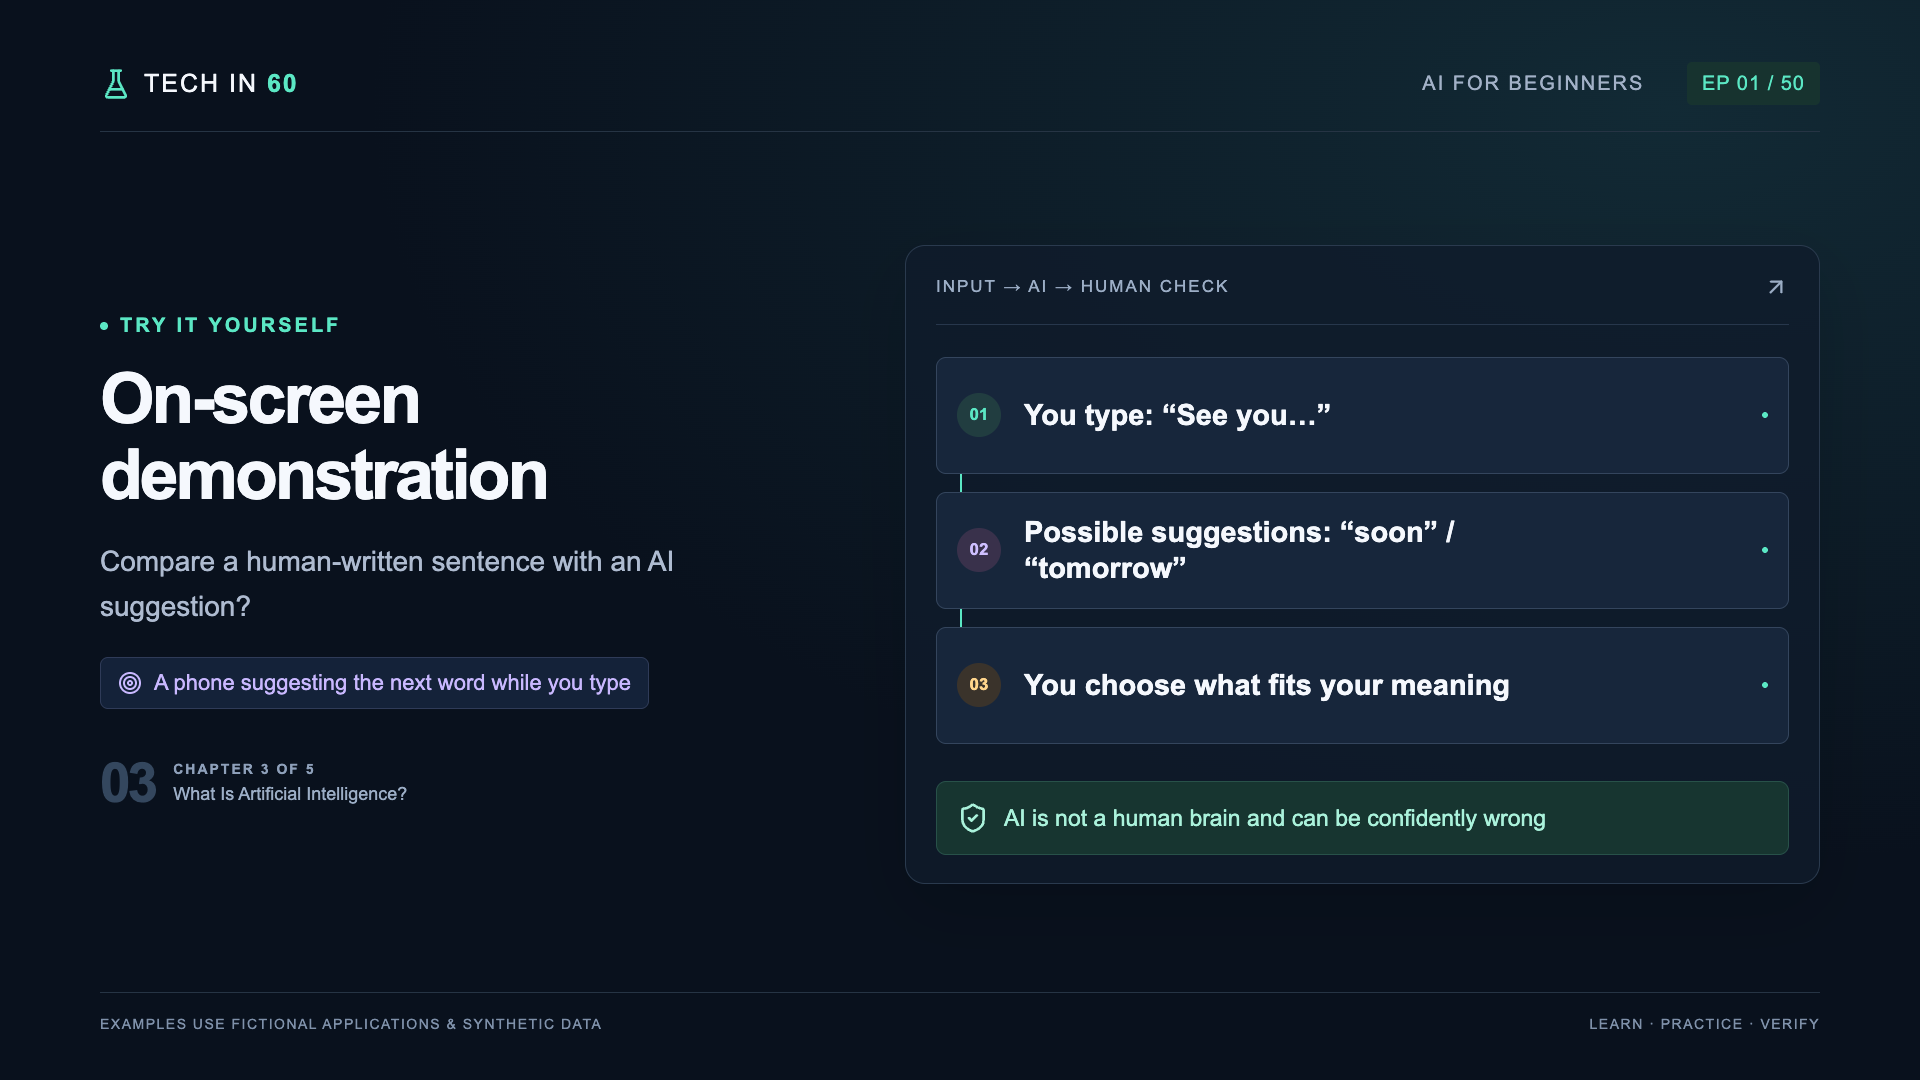 TECH IN 60
AI FOR BEGINNERS
EP 01 / 50
TRY IT YOURSELF
On-screen
demonstration
Compare a human-written sentence with an AI
suggestion?
A phone suggesting the next word while you type
03
CHAPTER 3 OF 5
What Is Artificial Intelligence?
INPUT → AI → HUMAN CHECK
01
You type: “See you…”
02
Possible suggestions: “soon” /
“tomorrow”
03
You choose what fits your meaning
AI is not a human brain and can be confidently wrong
EXAMPLES USE FICTIONAL APPLICATIONS & SYNTHETIC DATA
LEARN · PRACTICE · VERIFY